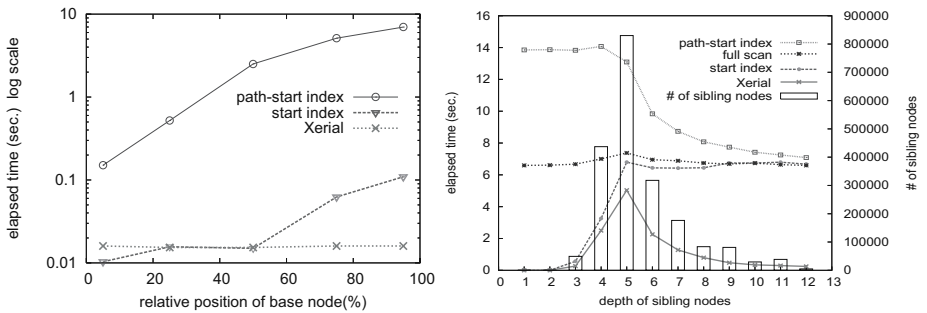 elapsed time (sec.) log scale
10
1
0.1
0.01
path-start index
start index
Xerial
0 20 40 60 80 100
relative position of base node(%)
elapsed time (sec.)
16
14
12
10
8
6
4
2
0
path-start index
full scan
start index
Xerial
# of sibling nodes
900000
800000
700000
600000
500000
400000
300000
200000
100000
0
# of sibling nodes
0 1 2 3 4 5 6 7 8 9 10 11 12 13
depth of sibling nodes